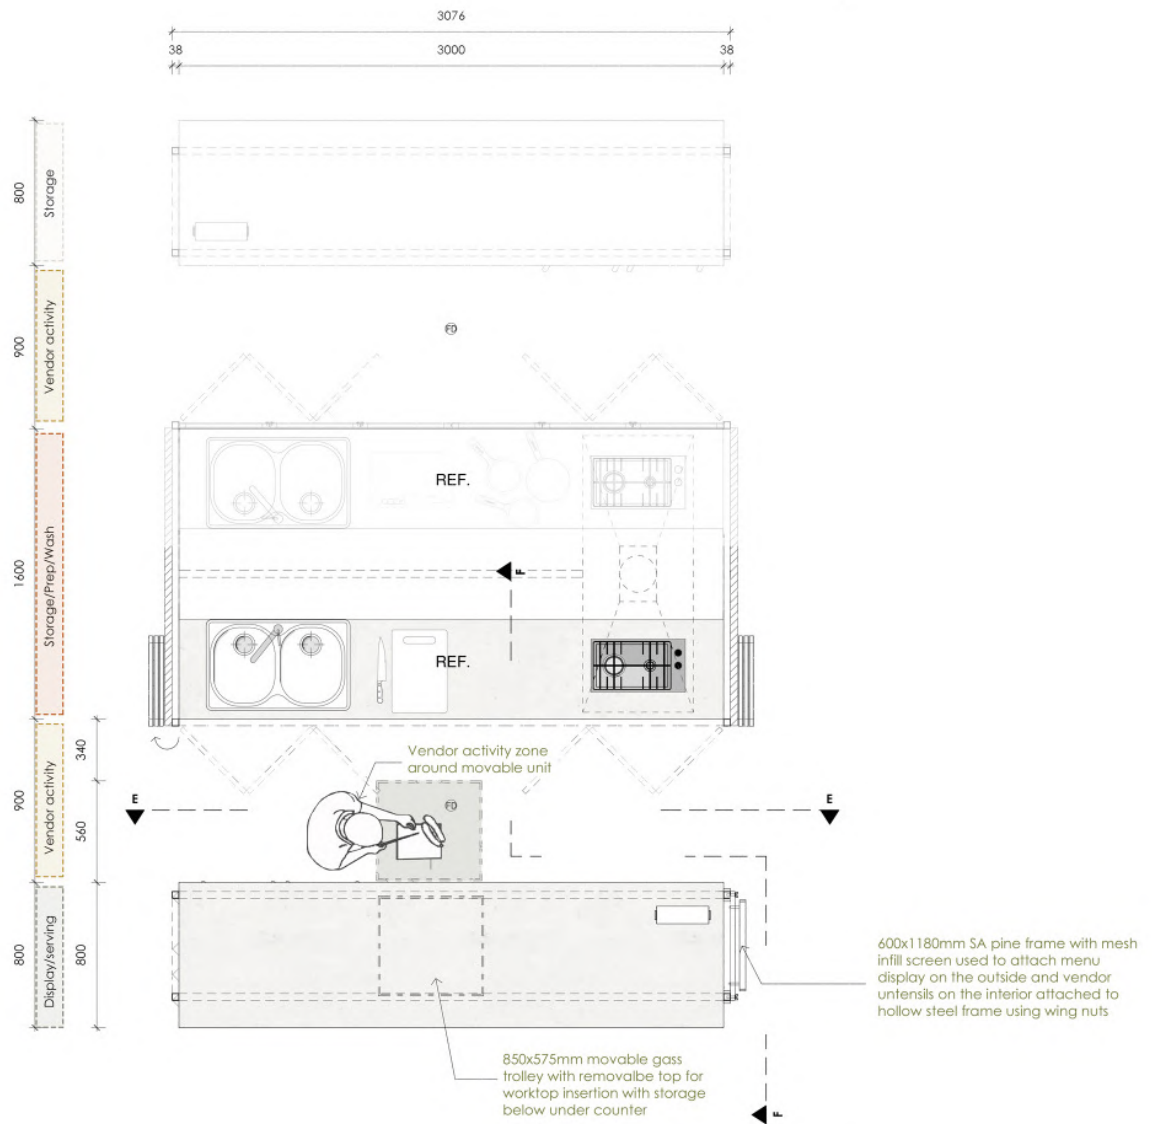 3076
38
3000
38
800
Storage
900
Vendor activity
FD
1600
Storage/Prep/Wash
REF.
F
REF.
900
Vendor activity
340
560
Vendor activity zone
around movable unit
E
E
FD
800
Display/serving
800
600x1180mm SA pine frame with mesh
infill screen used to attach menu
display on the outside and vendor
untensils on the interior attached to
hollow steel frame using wing nuts
850x575mm movable gass
trolley with removalbe top for
worktop insertion with storage
below under counter
F